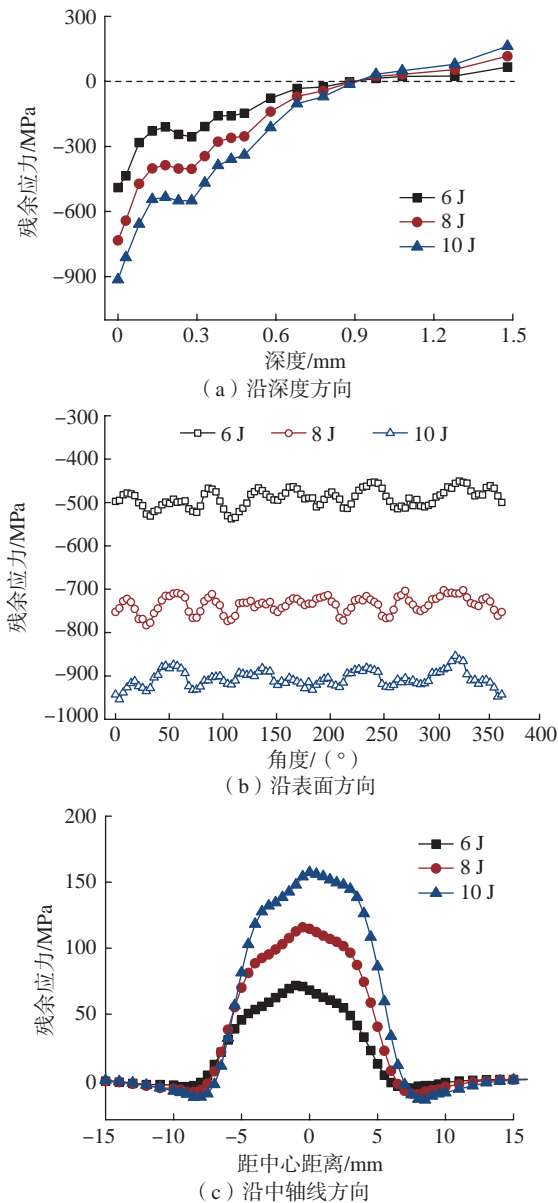 300
0
-300
-600
-900
残余应力/MPa
6 J
8 J
10 J
0
0.3
0.6
0.9
1.2
1.5
深度/mm
（a）沿深度方向
-300
-400
-500
-600
-700
-800
-900
-1000
残余应力/MPa
6 J
8 J
10 J
0
50
100
150
200
250
300
350
400
角度/（°）
（b）沿表面方向
200
150
100
50
0
残余应力/MPa
6 J
8 J
10 J
-15
-10
-5
0
5
10
15
距中心距离/mm
（c）沿中轴线方向